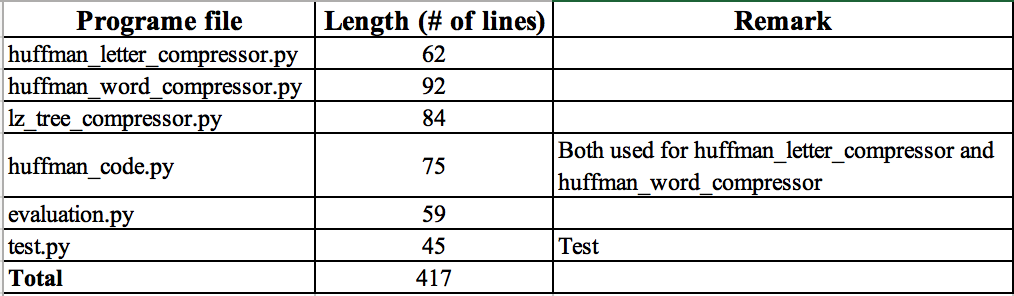 Programe file Length (# of lines) Remark
huffman_letter_compressor.py 62
huffman_word_compressor.py 92
lz_tree_compressor.py 84
huffman_code.py 75 Both used for huffman_letter_compressor and
huffman_word_compressor
evaluation.py 59
test.py 45 Test
Total 417